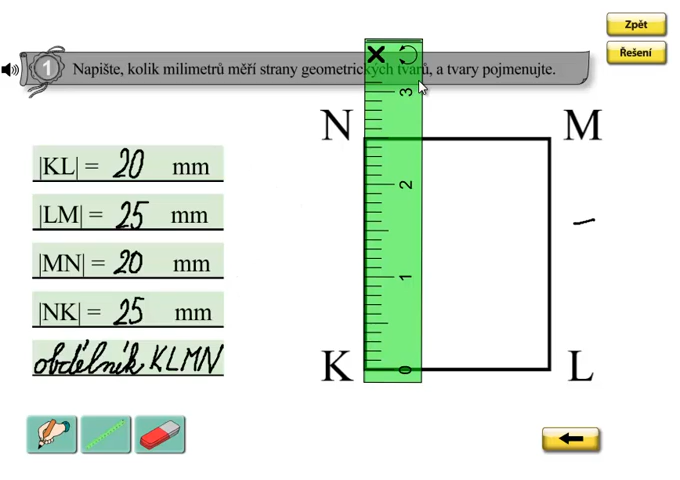 Zpět
Řešení
1 Napište, kolik milimetrů měří strany geometrických tvarů, a tvary pojmenujte.
N
M
|KL| = 20 mm
|LM| = 25 mm
|MN| = 20 mm
|NK| = 25 mm
obdélník KLMN
3
2
1
0
K
L